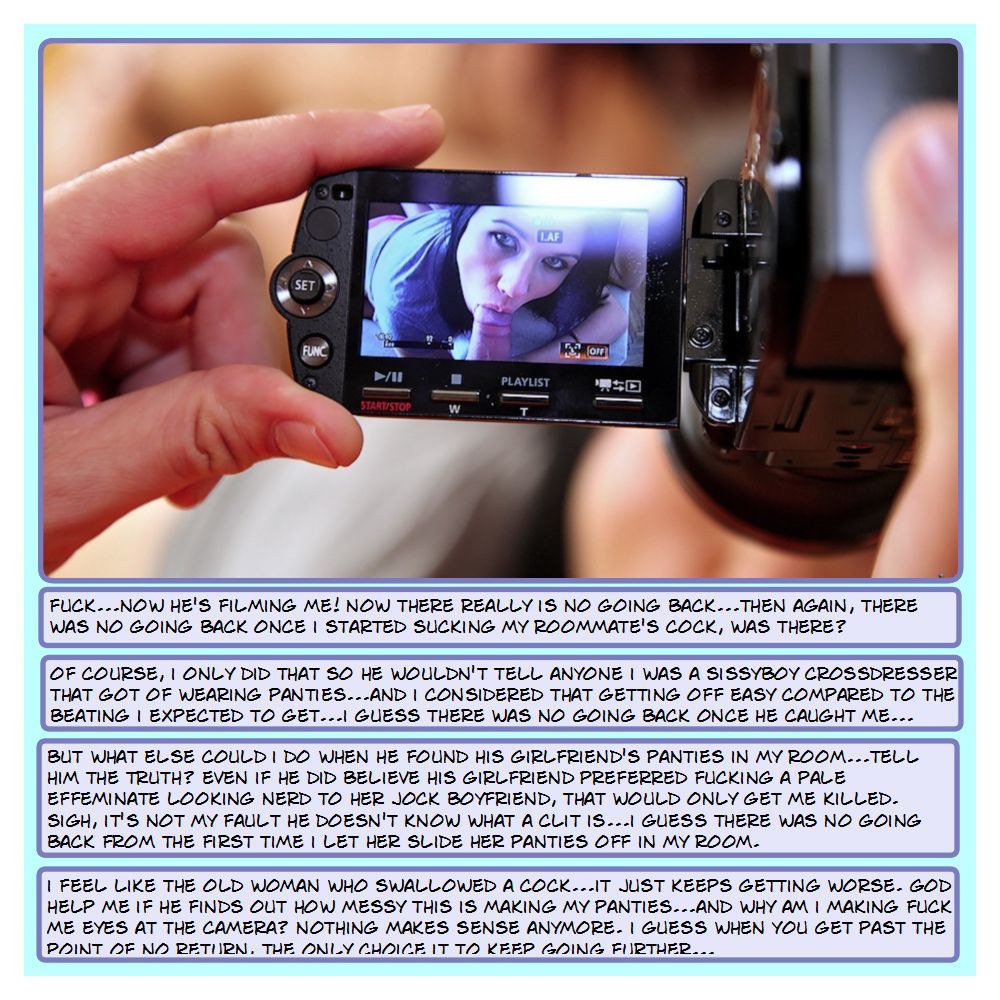 I.AF
SET
FUNC
OFF
PLAYLIST
START/STOP
W
T
FUCK...NOW HE'S FILMING ME! NOW THERE REALLY IS NO GOING BACK...THEN AGAIN, THERE
WAS NO GOING BACK ONCE I STARTED SUCKING MY ROOMMATE'S COCK, WAS THERE?
OF COURSE, I ONLY DID THAT SO HE WOULDN'T TELL ANYONE I WAS A SISSYBOY CROSSDRESSER
THAT GOT OF WEARING PANTIES...AND I CONSIDERED THAT GETTING OFF EASY COMPARED TO THE
BEATING I EXPECTED TO GET...I GUESS THERE WAS NO GOING BACK ONCE HE CAUGHT ME...
BUT WHAT ELSE COULD I DO WHEN HE FOUND HIS GIRLFRIEND'S PANTIES IN MY ROOM...TELL
HIM THE TRUTH? EVEN IF HE DID BELIEVE HIS GIRLFRIEND PREFERRED FUCKING A PALE
EFFEMINATE LOOKING NERD TO HER JOCK BOYFRIEND, THAT WOULD ONLY GET ME KILLED.
SIGH, IT'S NOT MY FAULT HE DOESN'T KNOW WHAT A CLIT IS...I GUESS THERE WAS NO GOING
BACK FROM THE FIRST TIME I LET HER SLIDE HER PANTIES OFF IN MY ROOM.
I FEEL LIKE THE OLD WOMAN WHO SWALLOWED A COCK...IT JUST KEEPS GETTING WORSE. GOD
HELP ME IF HE FINDS OUT HOW MESSY THIS IS MAKING MY PANTIES...AND WHY AM I MAKING FUCK
ME EYES AT THE CAMERA? NOTHING MAKES SENSE ANYMORE. I GUESS WHEN YOU GET PAST THE
POINT OF NO RETURN, THE ONLY CHOICE IT TO KEEP GOING FURTHER...